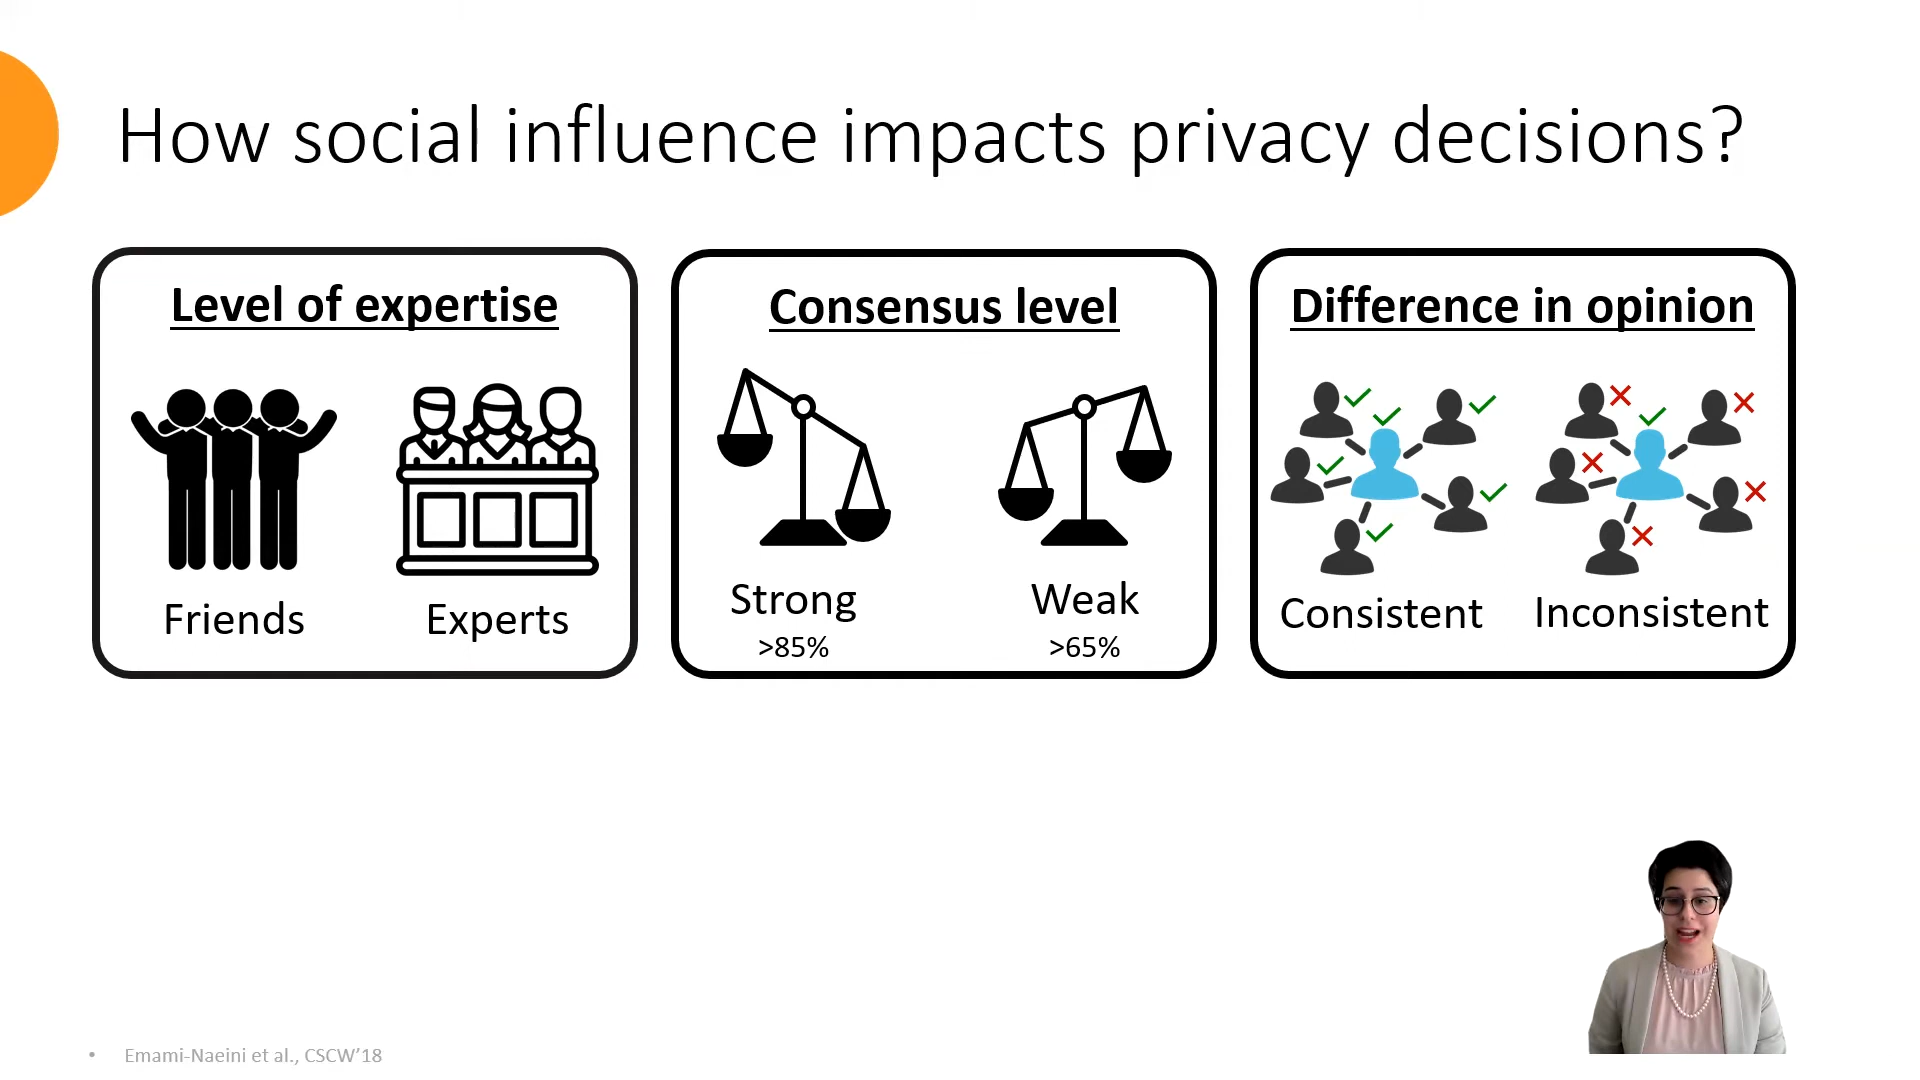 How social influence impacts privacy decisions?
Level of expertise
Friends
Experts
Consensus level
Strong
>85%
Weak
>65%
Difference in opinion
Consistent
Inconsistent
• Emami-Naeini et al., CSCW’18